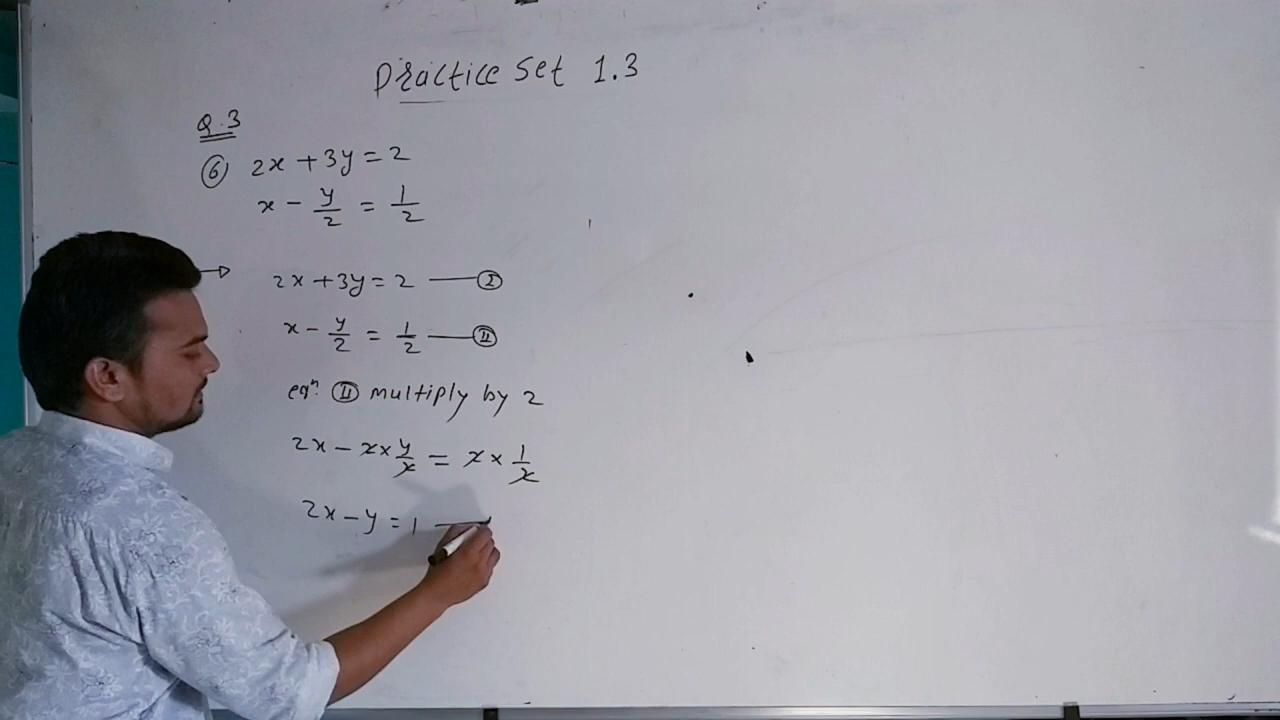 Practice Set 1.3
Q.3
⑥ 2x + 3y = 2
x - y/2 = 1/2
→ 2x + 3y = 2 — Ⓘ
x - y/2 = 1/2 — Ⓘⓘ
eqⁿ. Ⓘⓘ multiply by 2
2x - 2 × y/2 = 2 × 1/2
2x - y = 1 —